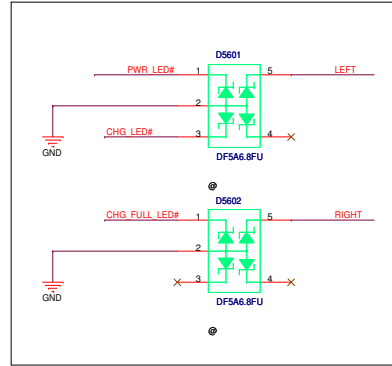 D5601
PWR_LED# 1 5 LEFT
2
CHG_LED# 3 4
GND
DF5A6.8FU
@
D5602
CHG_FULL_LED# 1 5 RIGHT
2
3 4
GND
DF5A6.8FU
@